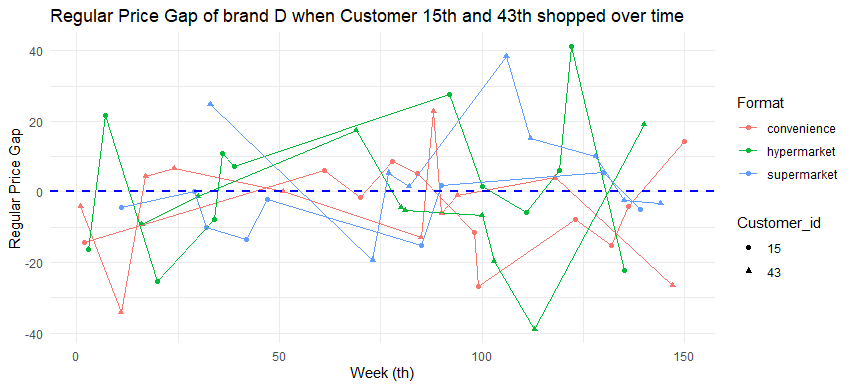 Regular Price Gap of brand D when Customer 15th and 43th shopped over time
Regular Price Gap
40
20
0
-20
-40
0 50 100 150
Week (th)
Format
convenience
hypermarket
supermarket
Customer_id
15
43